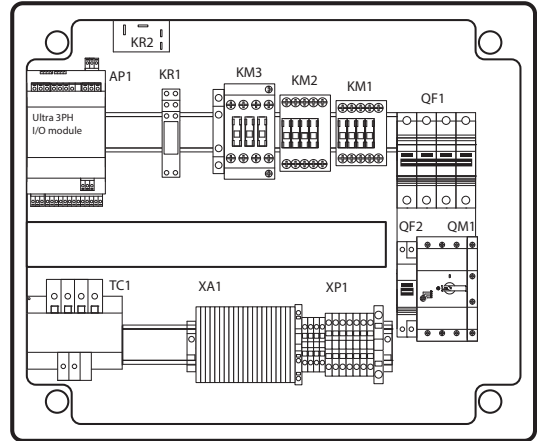 KR2
AP1
KR1
KM3
KM2
KM1
QF1
Ultra 3PH
I/O module
QF2
QM1
TC1
XA1
XP1